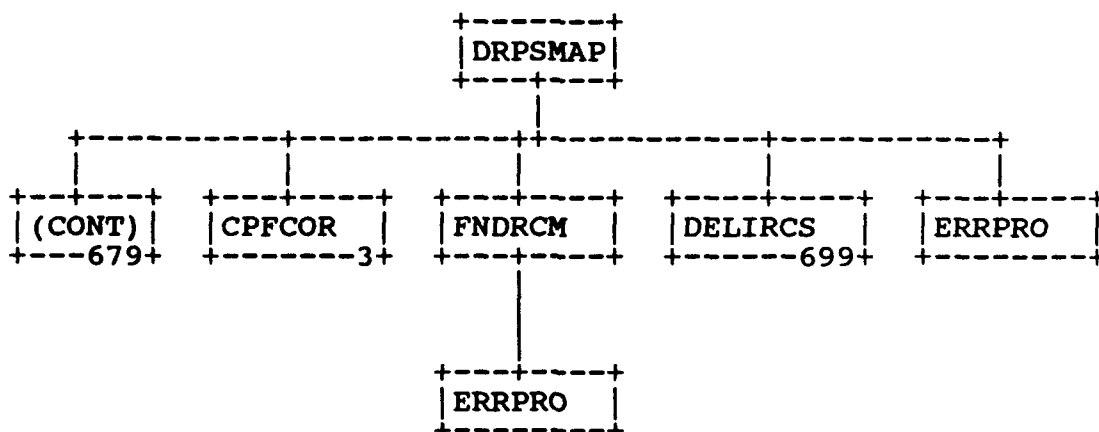 DRPSMAP
(CONT) CPFCOR FNDRCM DELIRCS ERRPRO
679 3 699
ERRPRO